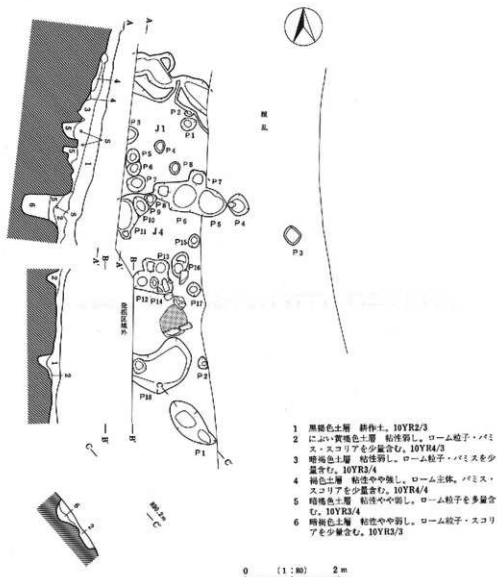 A
A'
B
B'
C
C'
J1
J4
P1
P2
P3
P4
P5
P6
P7
P8
P9
P10
P11
P12
P13
P14
P15
P16
P17
P18
攪乱
発掘区域外
1 黒褐色土層 耕作土。10YR2/3
2 にぶい黄褐色土層 粘性弱し。ローム粒子・パミ
ス・スコリアを少量含む。10YR4/3
3 暗褐色土層 粘性弱し。ローム粒子・パミスを少
量含む。10YR3/4
4 褐色土層 粘性やや強し。ローム主体。パミス・
スコリアを少量含む。10YR4/4
5 暗褐色土層 粘性やや弱し。ローム粒子を多量含
む。10YR3/4
6 暗褐色土層 粘性やや弱し。ローム粒子・スコリ
アを少量含む。10YR3/3
0 (1:80) 2m